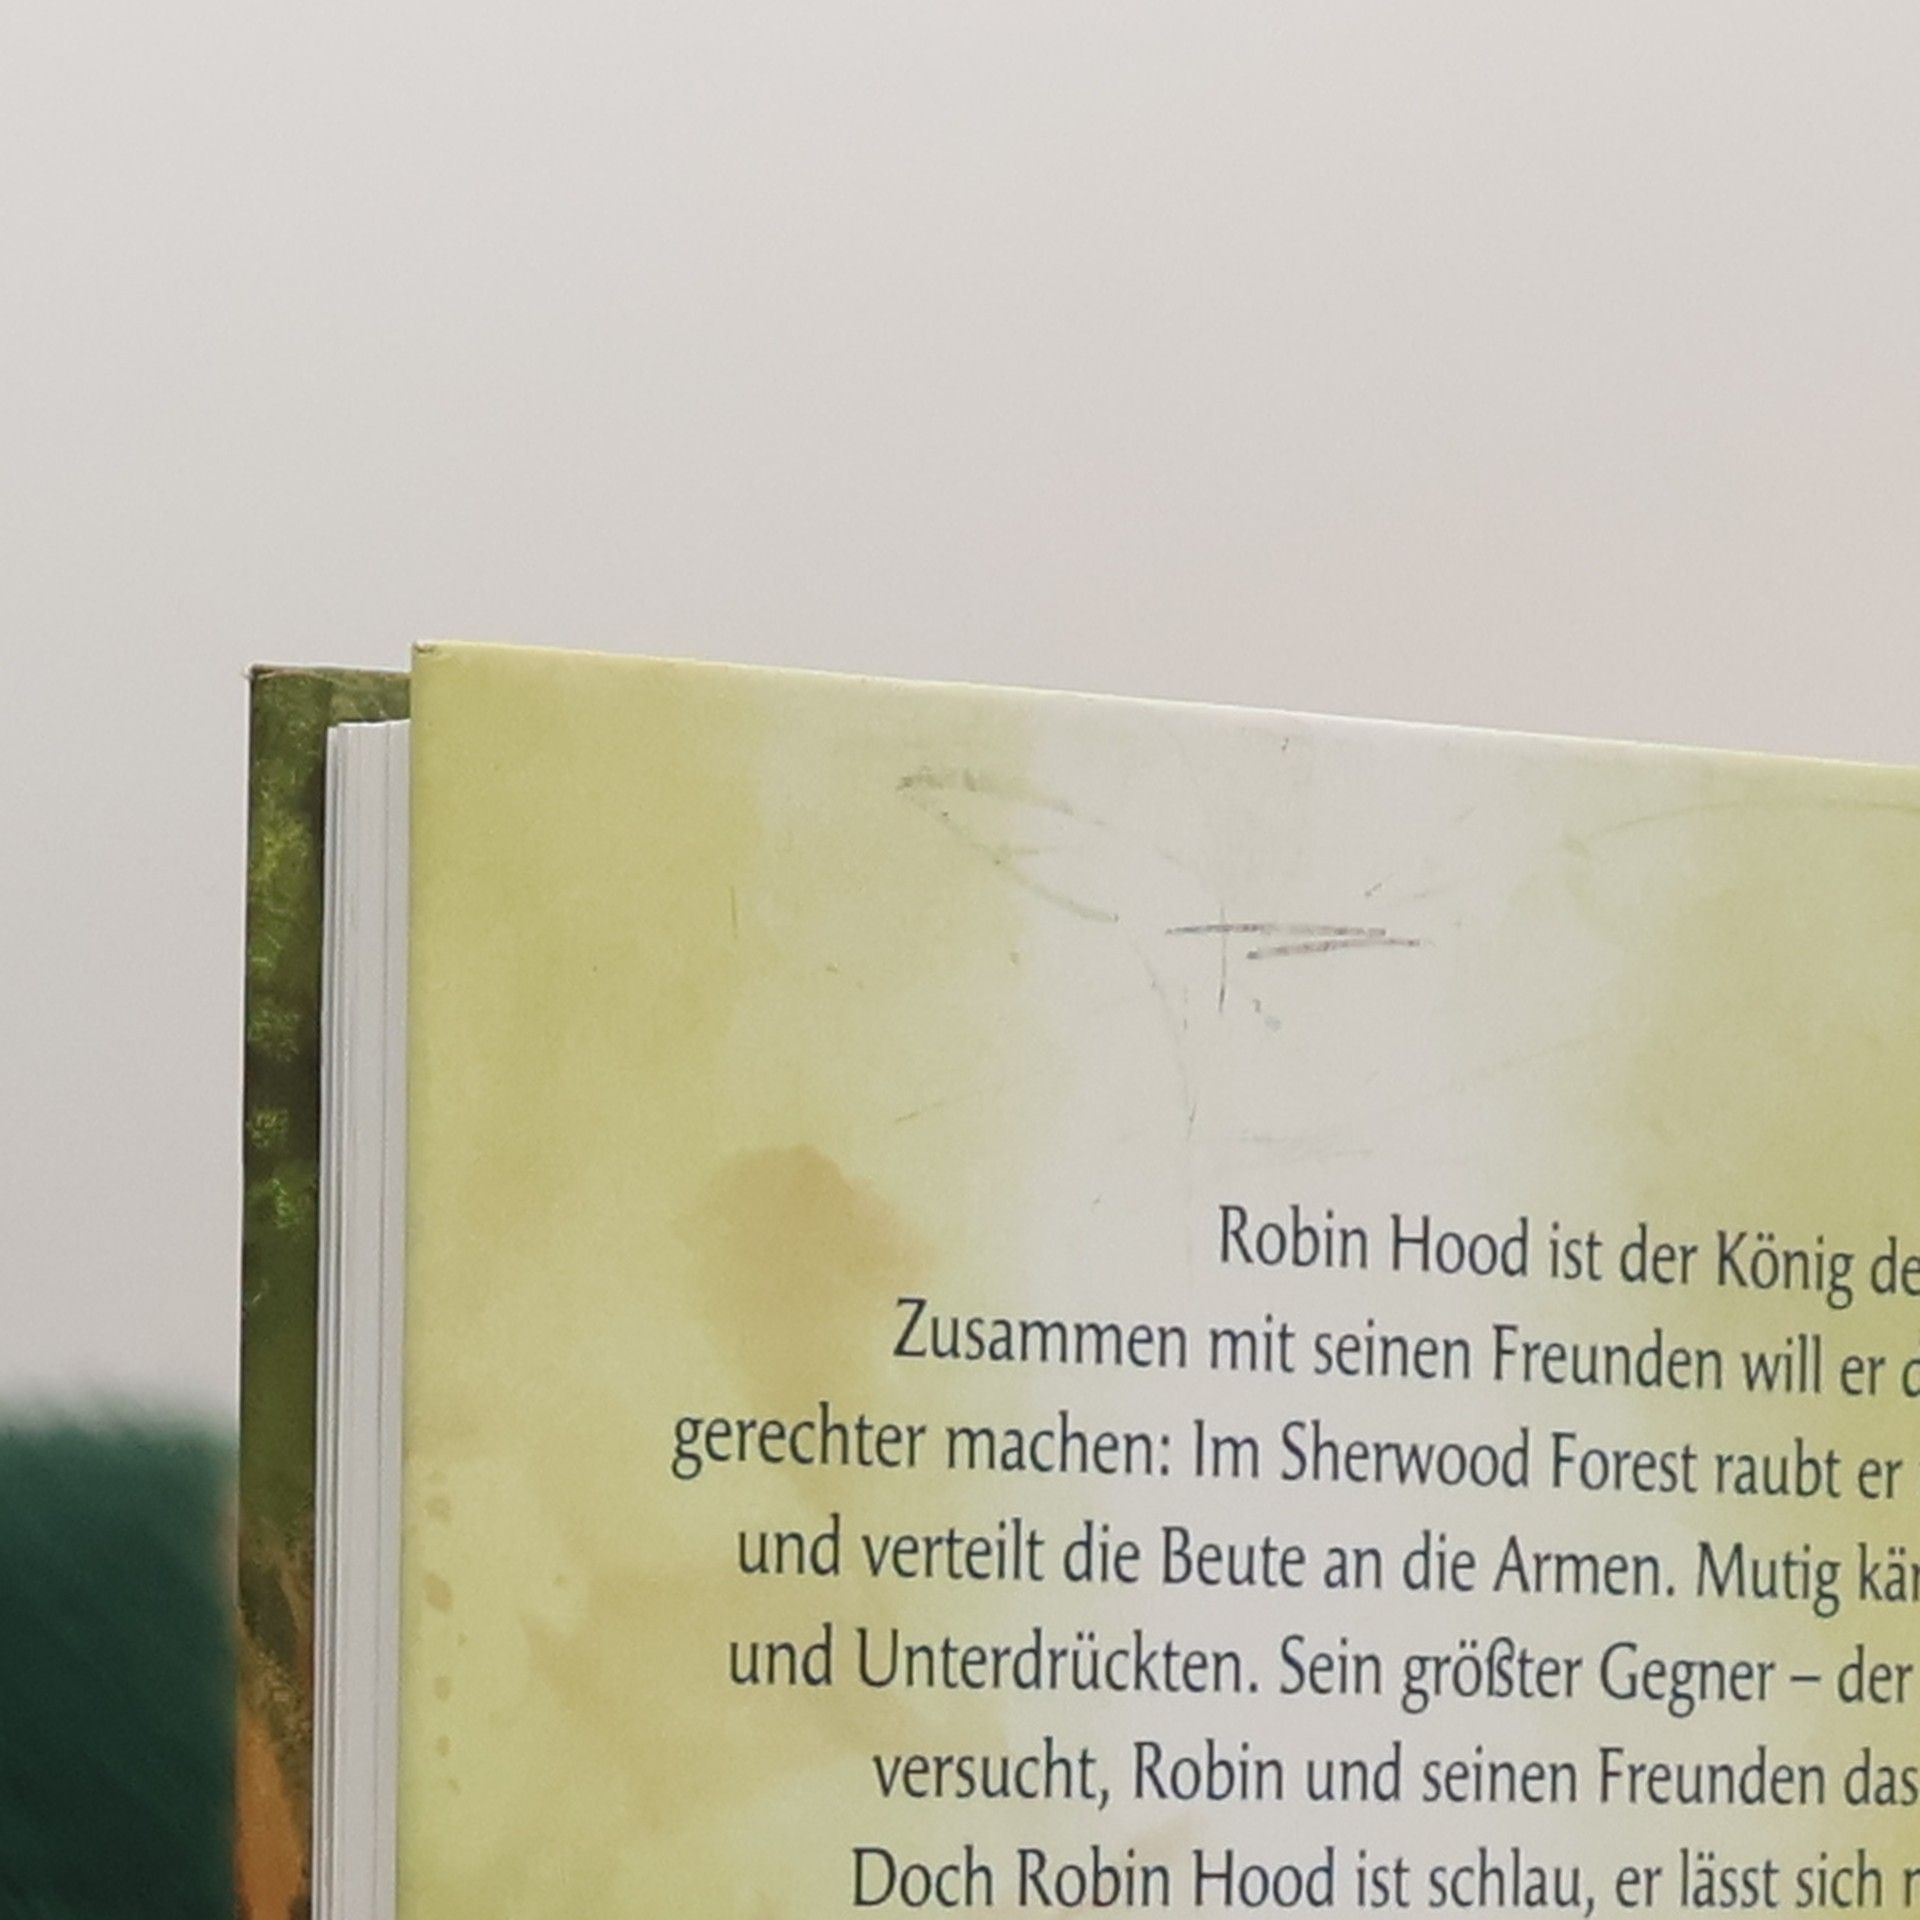 Robin Hood ist der König de
Zusammen mit seinen Freunden will er d
gerechter machen: Im Sherwood Forest raubt er
und verteilt die Beute an die Armen. Mutig kä
und Unterdrückten. Sein größter Gegner – der
versucht, Robin und seinen Freunden das
Doch Robin Hood ist schlau, er lässt sich